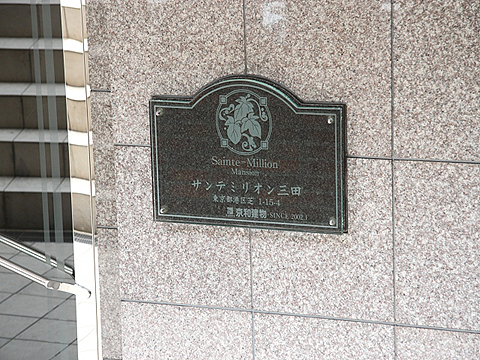 Sainte-Million
Mansion
サンテミリオン三田
東京都港区芝 1-15-4
京和建物 SINCE 2002.1